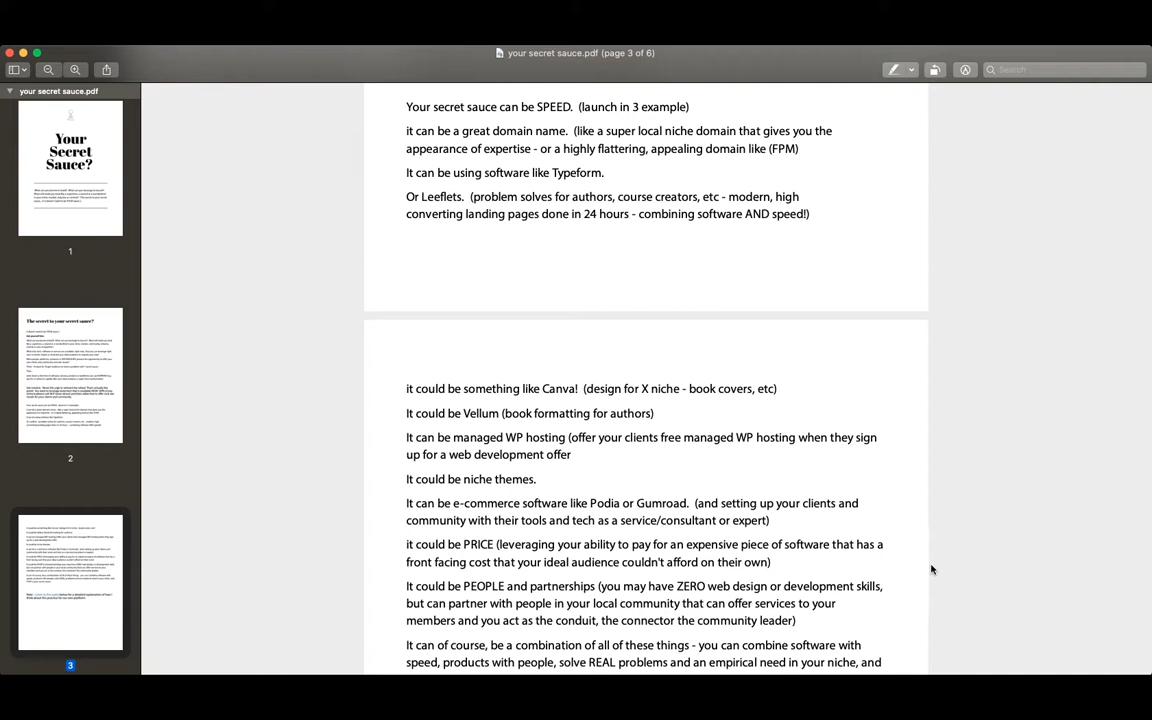 your secret sauce.pdf (page 3 of 6)
Search
your secret sauce.pdf
Your
Secret
Sauce?
1
The secret to your secret sauce?
2
3
Your secret sauce can be SPEED. (launch in 3 example)
it can be a great domain name. (like a super local niche domain that gives you the
appearance of expertise - or a highly flattering, appealing domain like (FPM)
It can be using software like Typeform.
Or Leeflets. (problem solves for authors, course creators, etc - modern, high
converting landing pages done in 24 hours - combining software AND speed!)
it could be something like Canva! (design for X niche - book covers, etc)
It could be Vellum (book formatting for authors)
It can be managed WP hosting (offer your clients free managed WP hosting when they sign
up for a web development offer
It could be niche themes.
It can be e-commerce software like Podia or Gumroad. (and setting up your clients and
community with their tools and tech as a service/consultant or expert)
it could be PRICE (leveraging your ability to pay for an expensive piece of software that has a
front facing cost that your ideal audience couldn't afford on their own)
It could be PEOPLE and partnerships (you may have ZERO web design or development skills,
but can partner with people in your local community that can offer services to your
members and you act as the conduit, the connector the community leader)
It can of course, be a combination of all of these things - you can combine software with
speed, products with people, solve REAL problems and an empirical need in your niche, and